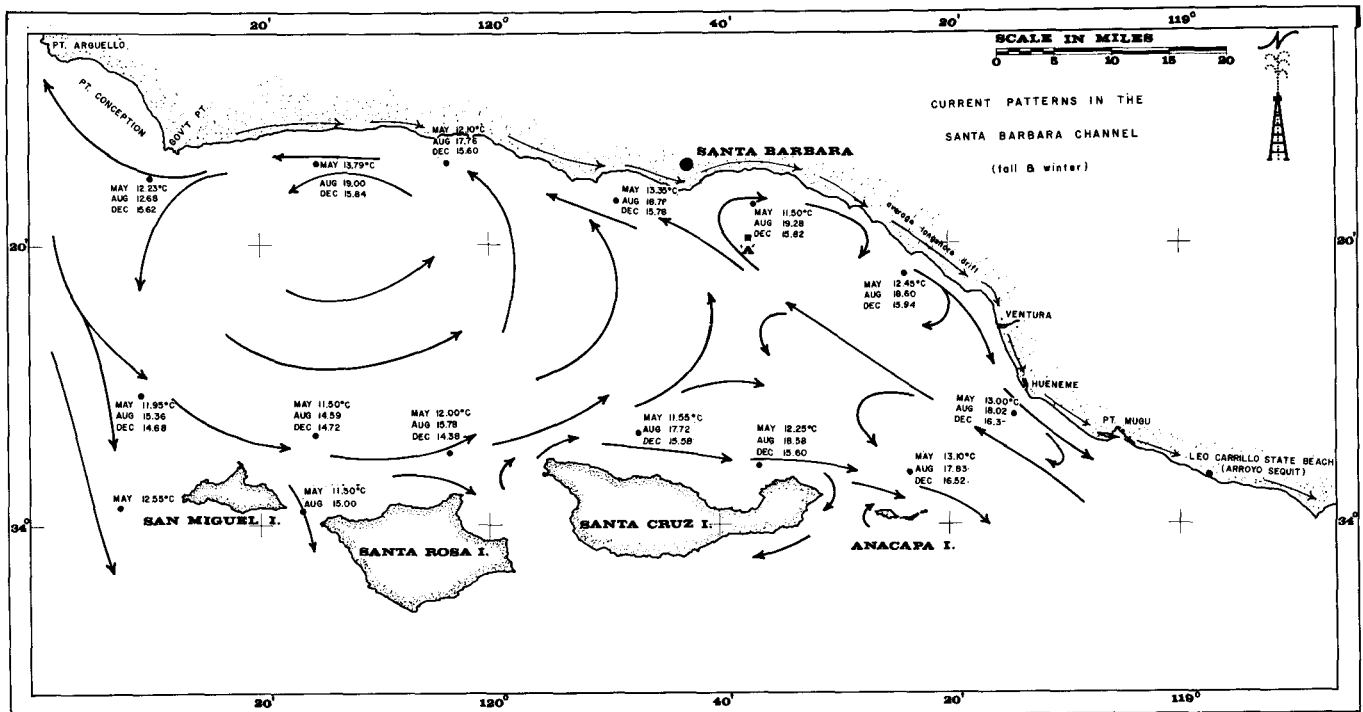 20'
120°
40'
20'
119°
PT. ARGUELLO
SCALE IN MILES
0 5 10 15 20
N
PT. CONCEPTION
GOV'T PT.
CURRENT PATTERNS IN THE
SANTA BARBARA CHANNEL
(fall & winter)
MAY 12.10°C
AUG 17.76
DEC 15.60
SANTA BARBARA
MAY 13.79°C
AUG 19.00
DEC 15.84
MAY 12.23°C
AUG 12.68
DEC 15.62
MAY 13.35°C
AUG
DEC 15.78
MAY 11.50°C
AUG 19.28
DEC 15.82
average longshore drift
20'
20'
MAY 12.45°C
AUG 18.60
DEC 15.94
VENTURA
HUENEME
MAY 11.95°C
AUG 15.36
DEC 14.68
MAY 11.50°C
AUG 14.59
DEC 14.72
MAY 12.00°C
AUG 15.78
DEC 14.38
MAY 11.55°C
AUG 17.72
DEC 15.58
MAY 12.25°C
AUG 18.58
DEC 15.60
MAY 13.00°C
AUG 18.02
DEC 16.3-
PT. MUGU
MAY 13.10°C
AUG 17.83
DEC 16.52
LEO CARRILLO STATE BEACH
(ARROYO SEQUIT)
MAY 12.55°C
SAN MIGUEL I.
MAY 11.50°C
AUG 15.00
SANTA ROSA I.
SANTA CRUZ I.
ANACAPA I.
34°
34°
20'
120°
40'
20'
119°